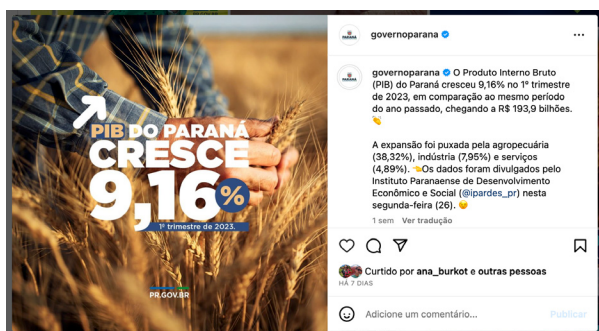 PIB DO PARANÁ
CRESCE
9,16%
1º trimestre de 2023.
PR.GOV.BR
governoparana
governoparana O Produto Interno Bruto
(PIB) do Paraná cresceu 9,16% no 1º trimestre
de 2023, em comparação ao mesmo período
do ano passado, chegando a R$ 193,9 bilhões.
👏
A expansão foi puxada pela agropecuária
(38,32%), indústria (7,95%) e serviços
(4,89%). 👈Os dados foram divulgados pelo
Instituto Paranaense de Desenvolvimento
Econômico e Social (@ipardes_pr) nesta
segunda-feira (26). 😉
1 sem Ver tradução
Curtido por ana_burkot e outras pessoas
HÁ 7 DIAS
Adicione um comentário...
Publicar